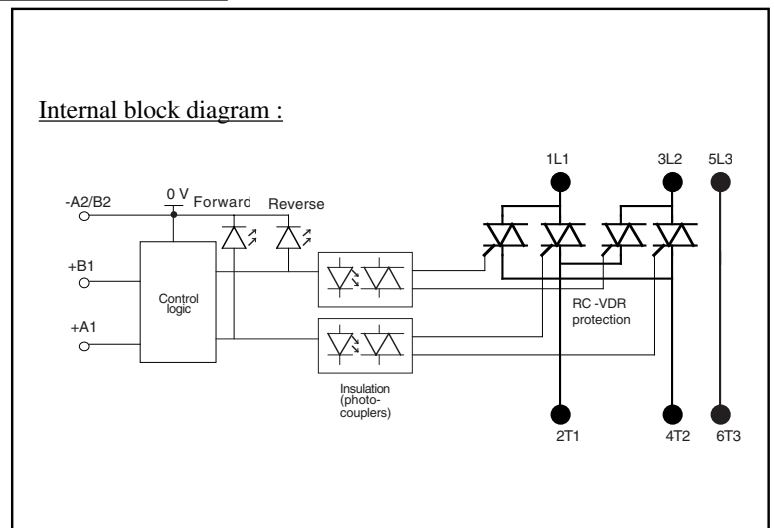 Internal block diagram :
1L1 3L2 5L3
-A2/B2 0 V Forward Reverse
+B1
Control
logic
+A1
RC -VDR
protection
Insulation
(photo-
couplers)
2T1 4T2 6T3